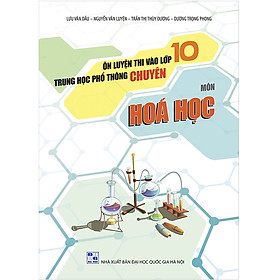 LƯU VĂN DẦU - NGUYỄN VĂN LUYỆN - TRẦN THỊ THÙY DƯƠNG - DƯƠNG TRỌNG PHONG
ÔN LUYỆN THI VÀO LỚP 10
TRUNG HỌC PHỔ THÔNG CHUYÊN
MÔN
HOÁ HỌC
NHÀ XUẤT BẢN ĐẠI HỌC QUỐC GIA HÀ NỘI